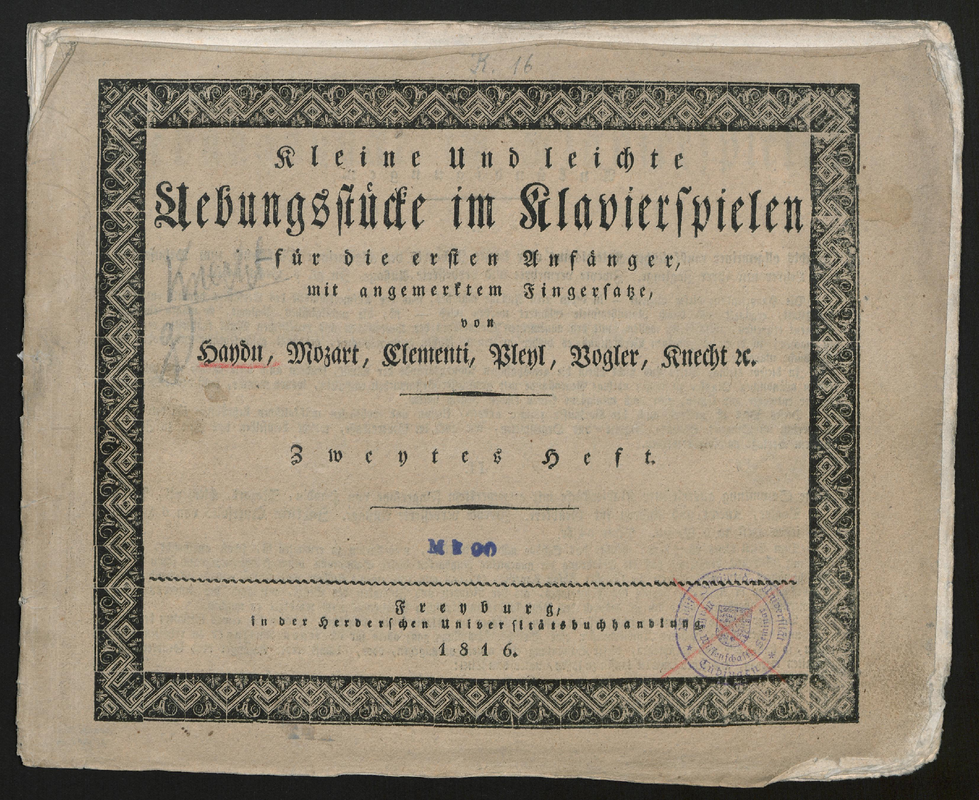 K. 16
Kleine Und leichte
Uebungsstücke im Klavierspielen
für die ersten Anfänger,
mit angemerktem Fingersatze,
von
Haydn, Mozart, Clementi, Pleyl, Vogler, Knecht ꝛc.
Knecht
Zweytes Heft.
Freyburg,
in der Herderschen Universitätsbuchhandlung
1816.